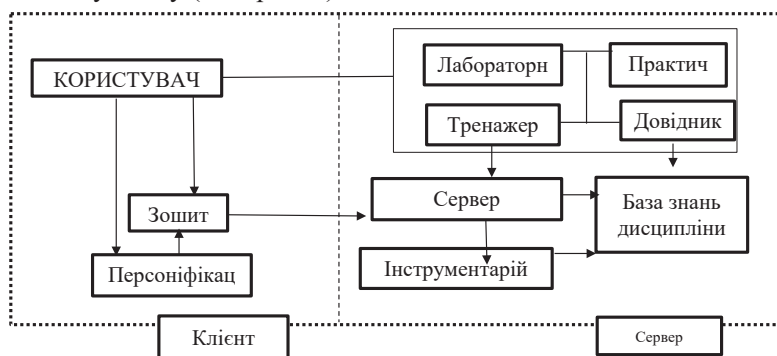 Лабораторн
Практич
КОРИСТУВАЧ
Тренажер
Довідник
Сервер
База знань
дисципліни
Зошит
Персоніфікац
Інструментарій
Клієнт
Сервер